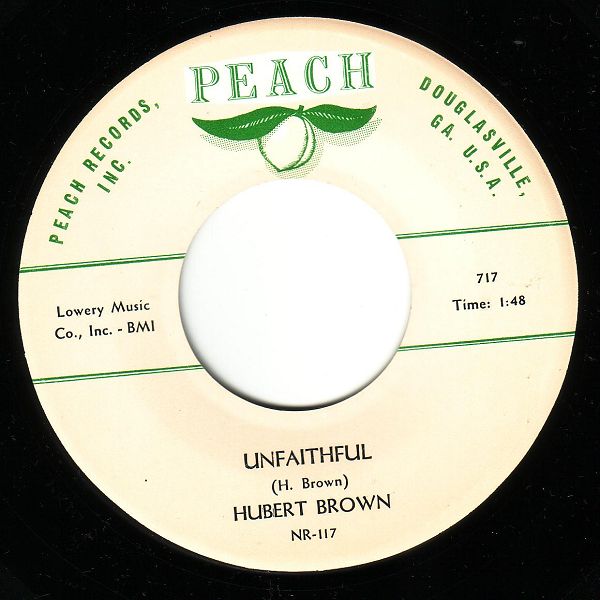 PEACH
PEACH RECORDS,
INC.
DOUGLASVILLE,
GA. U.S.A.
Lowery Music
Co., Inc. - BMI
717
Time: 1:48
UNFAITHFUL
(H. Brown)
HUBERT BROWN
NR-117